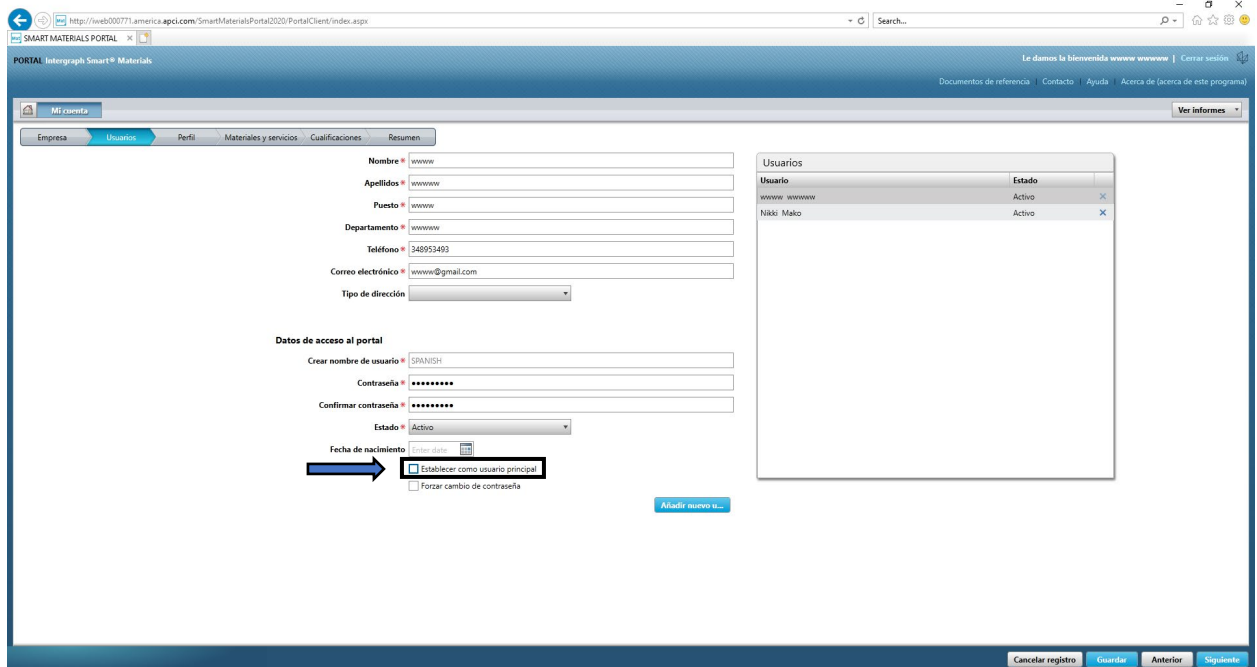 http://iweb000771.america.apci.com/SmartMaterialsPortal2020/PortalClient/index.aspx
Search...
SMART MATERIALS PORTAL
PORTAL Intergraph Smart® Materials
Le damos la bienvenida wwww wwwww | Cerrar sesión
Documentos de referencia | Contacto | Ayuda | Acerca de (acerca de este programa)
Mi cuenta
Ver informes
Empresa Usuarios Perfil Materiales y servicios Cualificaciones Resumen
Nombre * wwww
Apellidos * wwwww
Puesto * wwww
Departamento * wwwww
Teléfono * 348953493
Correo electrónico * wwww@gmail.com
Tipo de dirección
Datos de acceso al portal
Crear nombre de usuario * SPANISH
Contraseña * •••••••••
Confirmar contraseña * •••••••••
Estado * Activo
Fecha de nacimiento Enter date
Establecer como usuario principal
Forzar cambio de contraseña
Añadir nuevo u...
Usuarios
Usuario Estado
wwww wwwww Activo
Nikki Mako Activo
Cancelar registro Guardar Anterior Siguiente